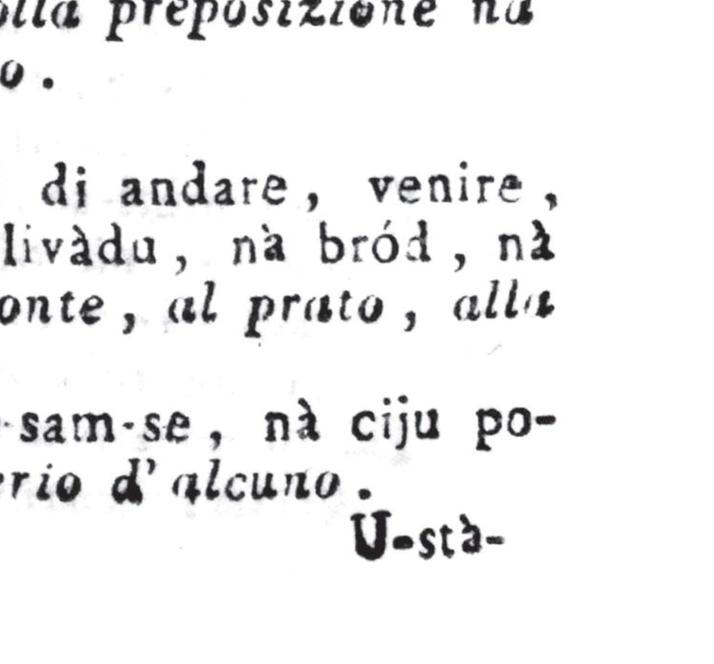 olla preposizione na
o .
di andare , venire ,
livàdu , nà bród , nà
onte , al prato , alla
-sam-se , nà ciju po-
erio d' alcuno .
U-stà-